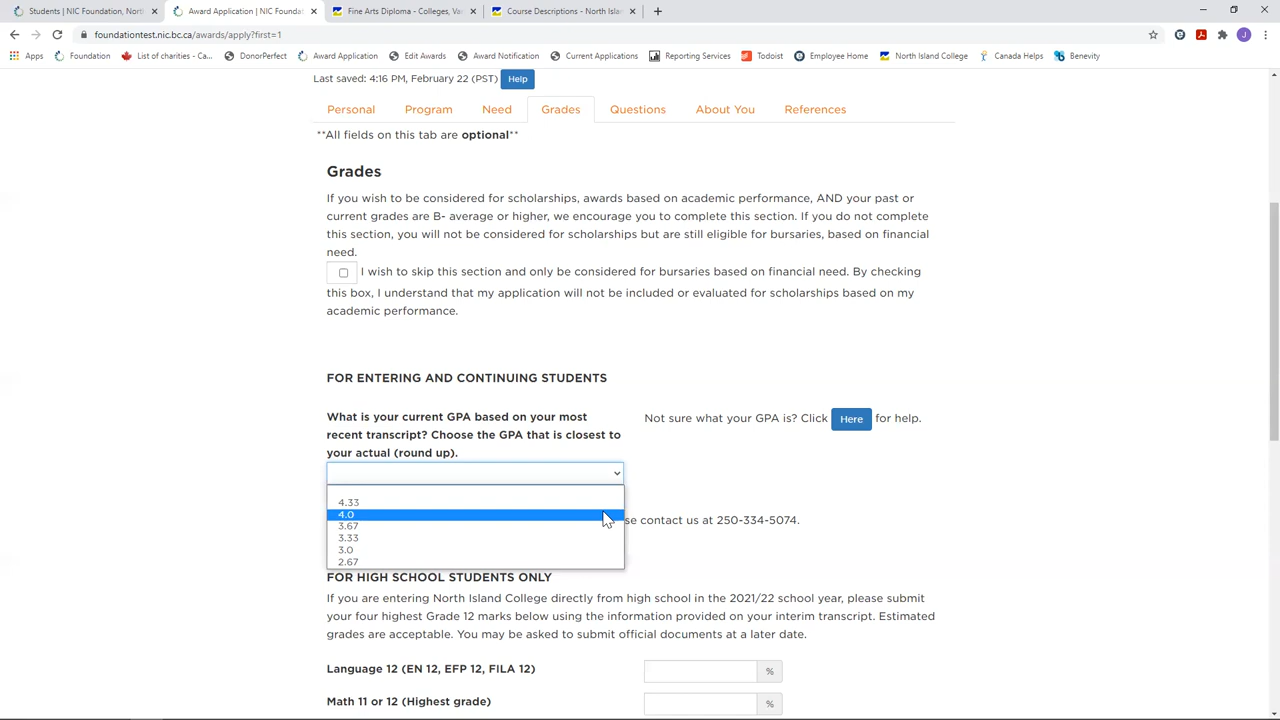 Students | NIC Foundation, North
Award Application | NIC Foundat
Fine Arts Diploma - Colleges, Va
Course Descriptions - North Isla
foundationtest.nic.bc.ca/awards/apply?first=1
J
Apps
Foundation
List of charities - Ca...
DonorPerfect
Award Application
Edit Awards
Award Notification
Current Applications
Reporting Services
Todoist
Employee Home
North Island College
Canada Helps
Benevity
Last saved: 4:16 PM, February 22 (PST) Help
Personal Program Need Grades Questions About You References
**All fields on this tab are optional**
Grades
If you wish to be considered for scholarships, awards based on academic performance, AND your past or
current grades are B- average or higher, we encourage you to complete this section. If you do not complete
this section, you will not be considered for scholarships but are still eligible for bursaries, based on financial
need.
I wish to skip this section and only be considered for bursaries based on financial need. By checking
this box, I understand that my application will not be included or evaluated for scholarships based on my
academic performance.
FOR ENTERING AND CONTINUING STUDENTS
What is your current GPA based on your most
recent transcript? Choose the GPA that is closest to
your actual (round up).
Not sure what your GPA is? Click Here for help.
4.33
4.0
3.67
3.33
3.0
2.67
se contact us at 250-334-5074.
FOR HIGH SCHOOL STUDENTS ONLY
If you are entering North Island College directly from high school in the 2021/22 school year, please submit
your four highest Grade 12 marks below using the information provided on your interim transcript. Estimated
grades are acceptable. You may be asked to submit official documents at a later date.
Language 12 (EN 12, EFP 12, FILA 12) %
Math 11 or 12 (Highest grade) %